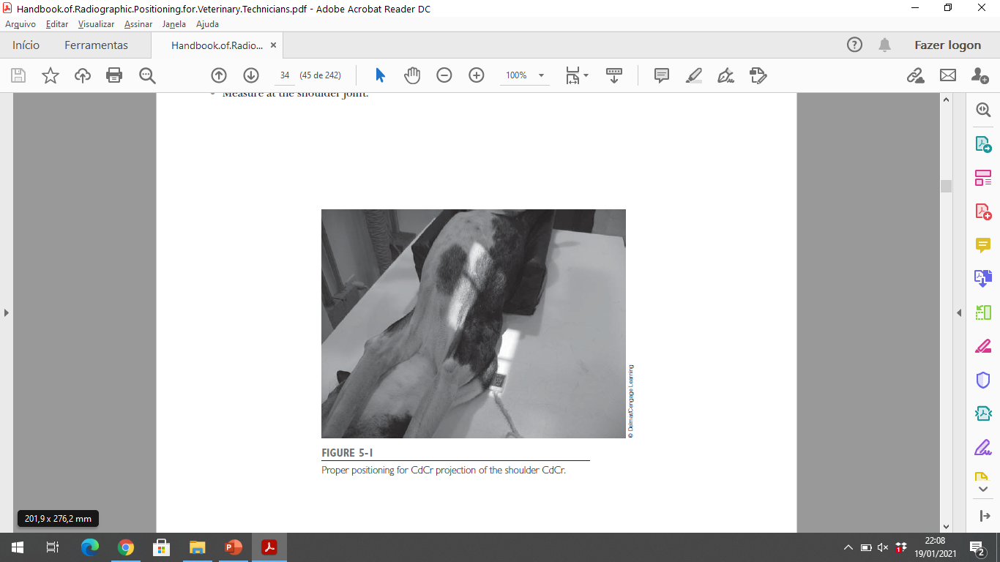 Handbook.of.Radiographic.Positioning.for.Veterinary.Technicians.pdf - Adobe Acrobat Reader DC
Arquivo Editar Visualizar Assinar Janela Ajuda
Início Ferramentas Handbook.of.Radio... Fazer logon
34 (45 de 242) 100%
• Measure at the shoulder joint.
© Delmar/Cengage Learning
FIGURE 5-1
Proper positioning for CdCr projection of the shoulder CdCr.
201,9 x 276,2 mm
22:08
19/01/2021
1
2